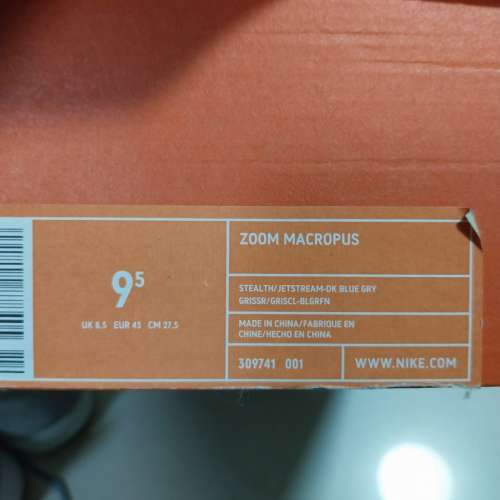 ZOOM MACROPUS
9⁵
UK 8.5 EUR 43 CM 27.5
STEALTH/JETSTREAM-DK BLUE GRY
GRISSR/GRISCL-BLGRFN
MADE IN CHINA/FABRIQUE EN
CHINE/HECHO EN CHINA
309741 001
WWW.NIKE.COM